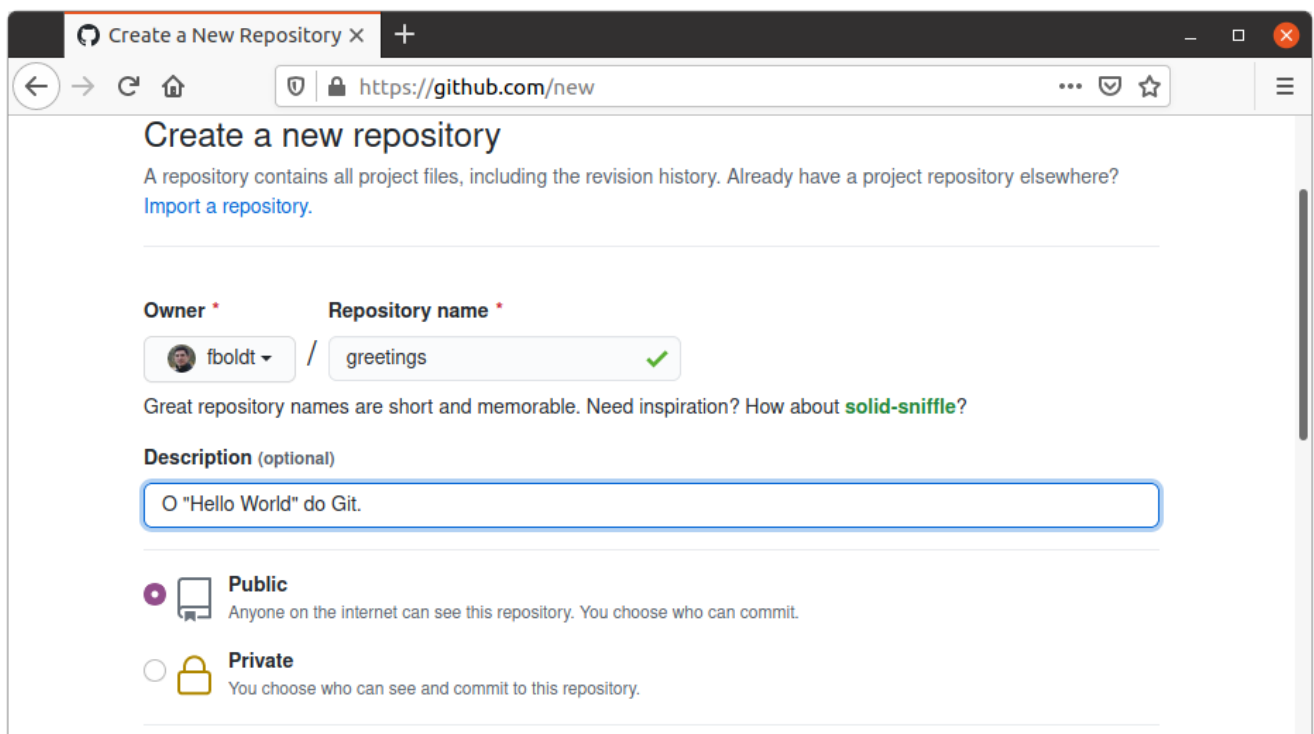 Create a New Repository
https://github.com/new
Create a new repository
A repository contains all project files, including the revision history. Already have a project repository elsewhere?
Import a repository.
Owner * Repository name *
fboldt / greetings
Great repository names are short and memorable. Need inspiration? How about solid-sniffle?
Description (optional)
O "Hello World" do Git.
Public
Anyone on the internet can see this repository. You choose who can commit.
Private
You choose who can see and commit to this repository.